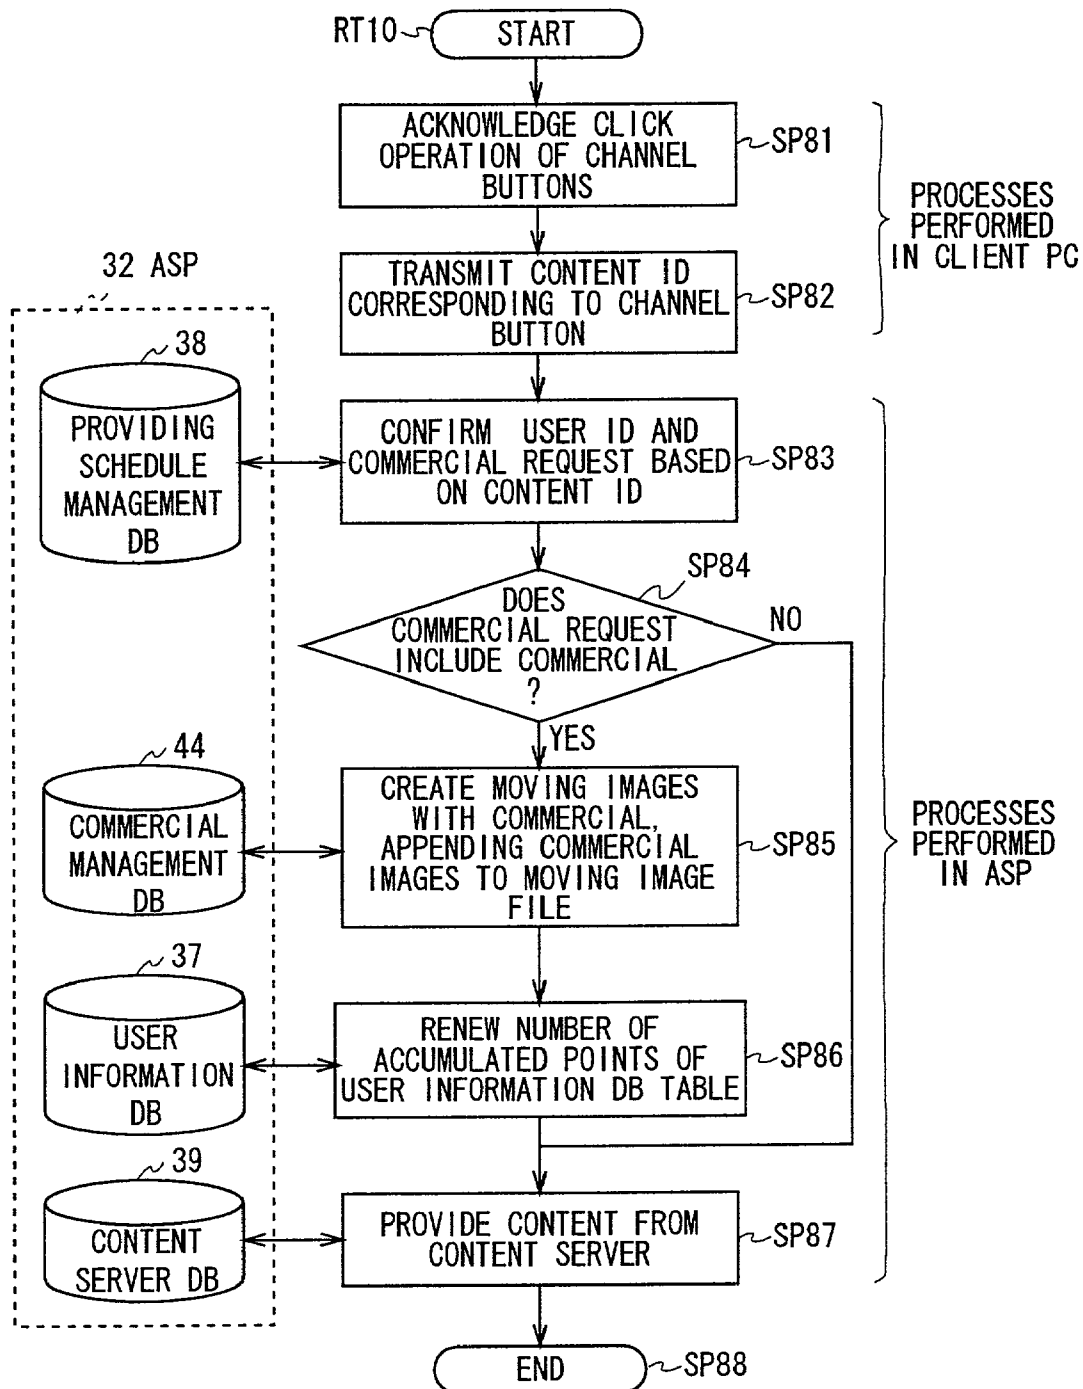 RT10
START
ACKNOWLEDGE CLICK
OPERATION OF CHANNEL
BUTTONS
SP81
PROCESSES
PERFORMED
IN CLIENT PC
TRANSMIT CONTENT ID
CORRESPONDING TO CHANNEL
BUTTON
SP82
32 ASP
38
PROVIDING
SCHEDULE
MANAGEMENT
DB
CONFIRM USER ID AND
COMMERCIAL REQUEST BASED
ON CONTENT ID
SP83
SP84
DOES
COMMERCIAL REQUEST
INCLUDE COMMERCIAL
?
NO
YES
44
COMMERCIAL
MANAGEMENT
DB
CREATE MOVING IMAGES
WITH COMMERCIAL,
APPENDING COMMERCIAL
IMAGES TO MOVING IMAGE
FILE
SP85
PROCESSES
PERFORMED
IN ASP
37
USER
INFORMATION
DB
RENEW NUMBER OF
ACCUMULATED POINTS OF
USER INFORMATION DB TABLE
SP86
39
CONTENT
SERVER DB
PROVIDE CONTENT FROM
CONTENT SERVER
SP87
END
SP88